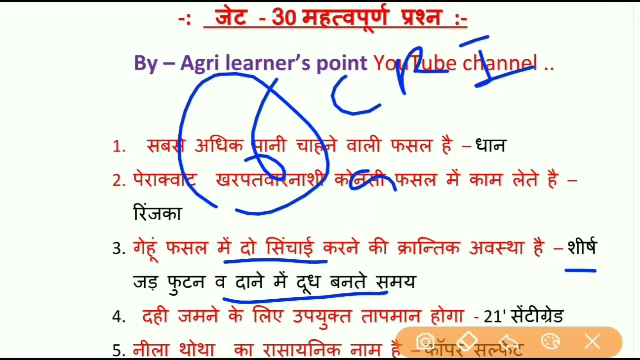 -: जेट - 30 महत्वपूर्ण प्रश्न :-
By – Agri learner's point YouTube channel ..
CRI
1. सबसे अधिक पानी चाहने वाली फसल है – धान
2. पेराक्वाट खरपतवारनाशी कोनसी फसल में काम लेते है –
रिंजका
3. गेहूं फसल में दो सिंचाई करने की क्रान्तिक अवस्था है – शीर्ष
जड़ फुटन व दाने में दूध बनते समय
4. दही जमने के लिए उपयुक्त तापमान होगा - 21' सेंटीग्रेड
5. नीला थोथा का रासायनिक नाम है – कॉपर सल्फेट